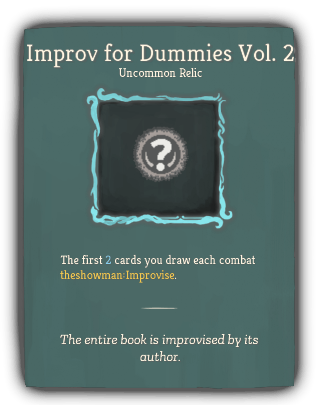 Improv for Dummies Vol. 2
Uncommon Relic
?
The first 2 cards you draw each combat
theshowman:Improvise.
The entire book is improvised by its
author.